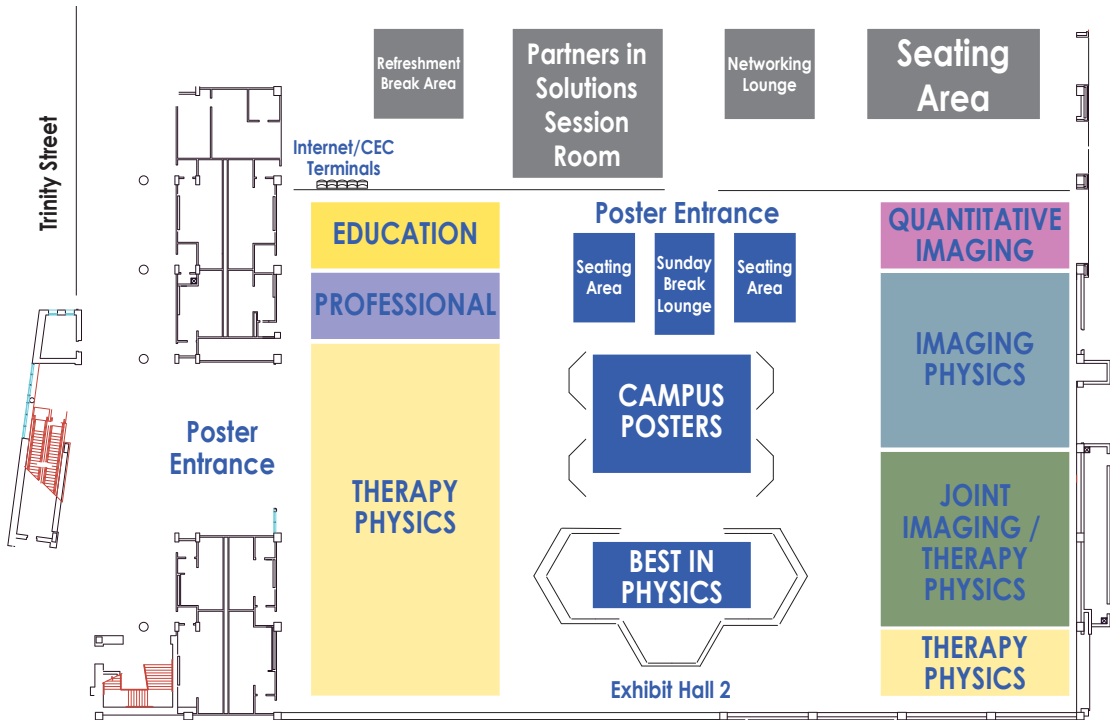 Trinity Street
Refreshment
Break Area
Partners in
Solutions
Session
Room
Networking
Lounge
Seating
Area
Internet/CEC
Terminals
EDUCATION
PROFESSIONAL
THERAPY
PHYSICS
Poster
Entrance
Poster Entrance
Seating
Area
Sunday
Break
Lounge
Seating
Area
CAMPUS
POSTERS
BEST IN
PHYSICS
Exhibit Hall 2
QUANTITATIVE
IMAGING
IMAGING
PHYSICS
JOINT
IMAGING /
THERAPY
PHYSICS
THERAPY
PHYSICS